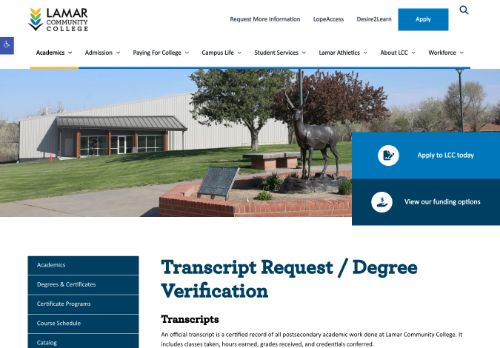 LAMAR
COMMUNITY
COLLEGE
Request More Information LopeAccess Desire2Learn Apply
Academics Admission Paying For College Campus Life Student Services Lamar Athletics About LCC Workforce
Apply to LCC today
View our funding options
Academics
Degrees & Certificates
Certificate Programs
Course Schedule
Catalog
Transcript Request / Degree
Verification
Transcripts
An official transcript is a certified record of all postsecondary academic work done at Lamar Community College. It
includes classes taken, hours earned, grades received, and credentials conferred.